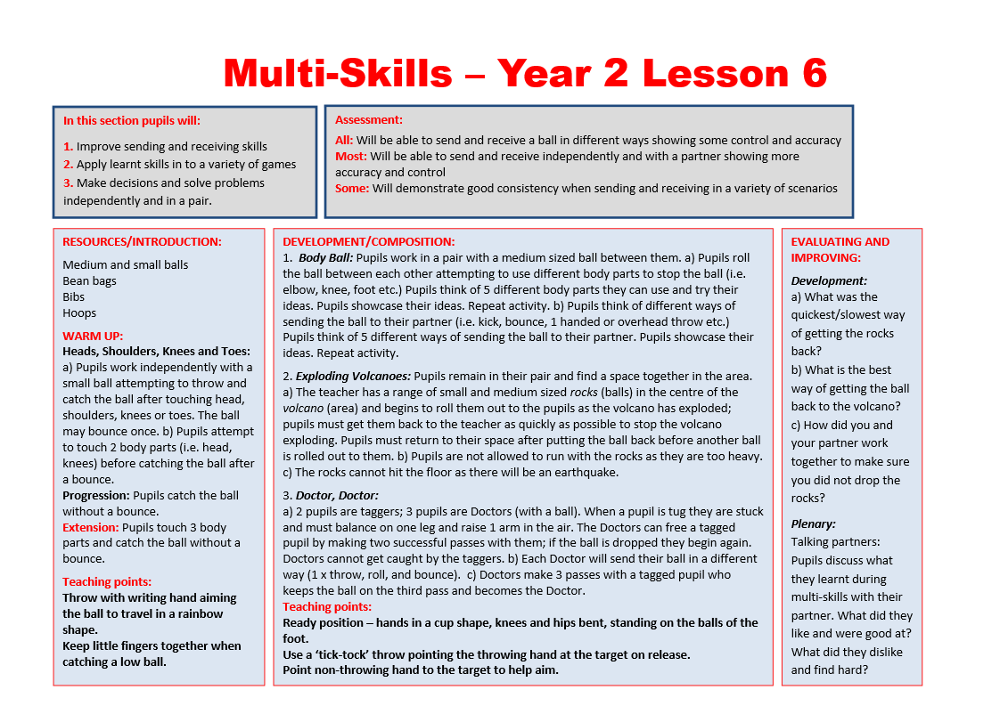 Multi-Skills – Year 2 Lesson 6
In this section pupils will:
1. Improve sending and receiving skills
2. Apply learnt skills in to a variety of games
3. Make decisions and solve problems
independently and in a pair.
Assessment:
All: Will be able to send and receive a ball in different ways showing some control and accuracy
Most: Will be able to send and receive independently and with a partner showing more
accuracy and control
Some: Will demonstrate good consistency when sending and receiving in a variety of scenarios
RESOURCES/INTRODUCTION:
Medium and small balls
Bean bags
Bibs
Hoops
WARM UP:
Heads, Shoulders, Knees and Toes:
a) Pupils work independently with a
small ball attempting to throw and
catch the ball after touching head,
shoulders, knees or toes. The ball
may bounce once. b) Pupils attempt
to touch 2 body parts (i.e. head,
knees) before catching the ball after
a bounce.
Progression: Pupils catch the ball
without a bounce.
Extension: Pupils touch 3 body
parts and catch the ball without a
bounce.
Teaching points:
Throw with writing hand aiming
the ball to travel in a rainbow
shape.
Keep little fingers together when
catching a low ball.
DEVELOPMENT/COMPOSITION:
1. Body Ball: Pupils work in a pair with a medium sized ball between them. a) Pupils roll
the ball between each other attempting to use different body parts to stop the ball (i.e.
elbow, knee, foot etc.) Pupils think of 5 different body parts they can use and try their
ideas. Pupils showcase their ideas. Repeat activity. b) Pupils think of different ways of
sending the ball to their partner (i.e. kick, bounce, 1 handed or overhead throw etc.)
Pupils think of 5 different ways of sending the ball to their partner. Pupils showcase their
ideas. Repeat activity.
2. Exploding Volcanoes: Pupils remain in their pair and find a space together in the area.
a) The teacher has a range of small and medium sized rocks (balls) in the centre of the
volcano (area) and begins to roll them out to the pupils as the volcano has exploded;
pupils must get them back to the teacher as quickly as possible to stop the volcano
exploding. Pupils must return to their space after putting the ball back before another ball
is rolled out to them. b) Pupils are not allowed to run with the rocks as they are too heavy.
c) The rocks cannot hit the floor as there will be an earthquake.
3. Doctor, Doctor:
a) 2 pupils are taggers; 3 pupils are Doctors (with a ball). When a pupil is tug they are stuck
and must balance on one leg and raise 1 arm in the air. The Doctors can free a tagged
pupil by making two successful passes with them; if the ball is dropped they begin again.
Doctors cannot get caught by the taggers. b) Each Doctor will send their ball in a different
way (1 x throw, roll, and bounce). c) Doctors make 3 passes with a tagged pupil who
keeps the ball on the third pass and becomes the Doctor.
Teaching points:
Ready position – hands in a cup shape, knees and hips bent, standing on the balls of the
foot.
Use a ‘tick-tock’ throw pointing the throwing hand at the target on release.
Point non-throwing hand to the target to help aim.
EVALUATING AND
IMPROVING:
Development:
a) What was the
quickest/slowest way
of getting the rocks
back?
b) What is the best
way of getting the ball
back to the volcano?
c) How did you and
your partner work
together to make sure
you did not drop the
rocks?
Plenary:
Talking partners:
Pupils discuss what
they learnt during
multi-skills with their
partner. What did they
like and were good at?
What did they dislike
and find hard?